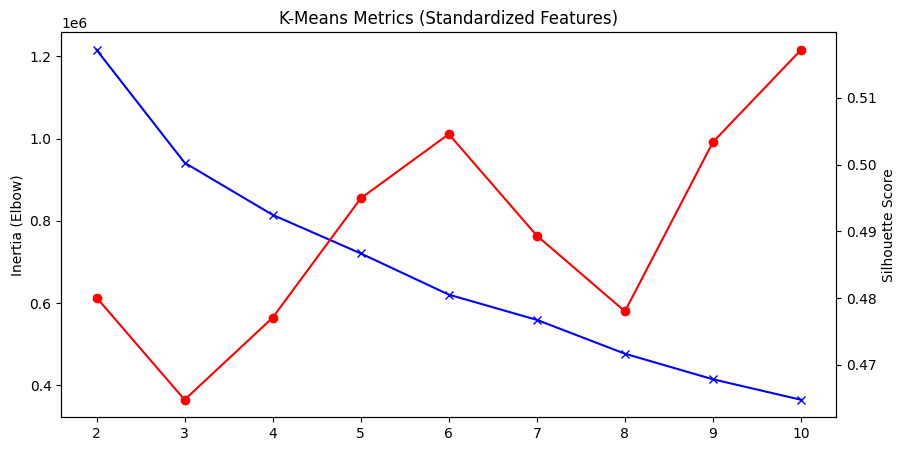 K-Means Metrics (Standardized Features)
1e6
1.2
1.0
0.8
0.6
0.4
Inertia (Elbow)
2 3 4 5 6 7 8 9 10
0.51
0.50
0.49
0.48
0.47
Silhouette Score